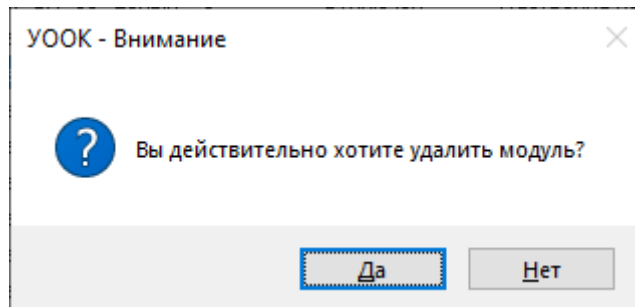 УООК - Внимание
Вы действительно хотите удалить модуль?
Да
Нет